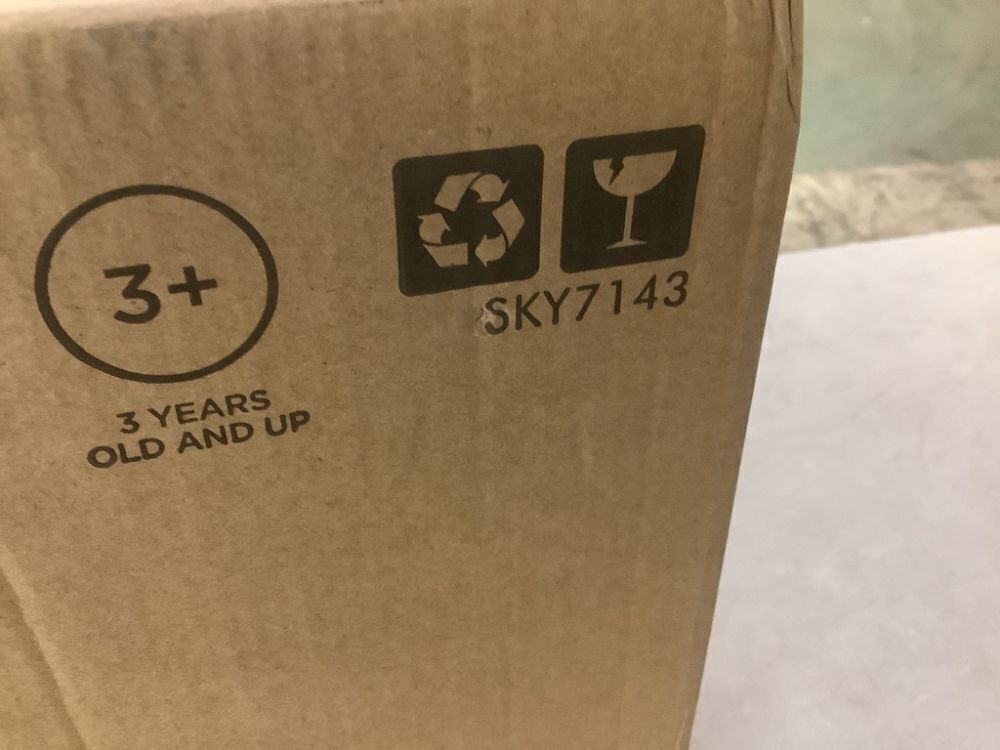 3+
3 YEARS
OLD AND UP
SKY7143